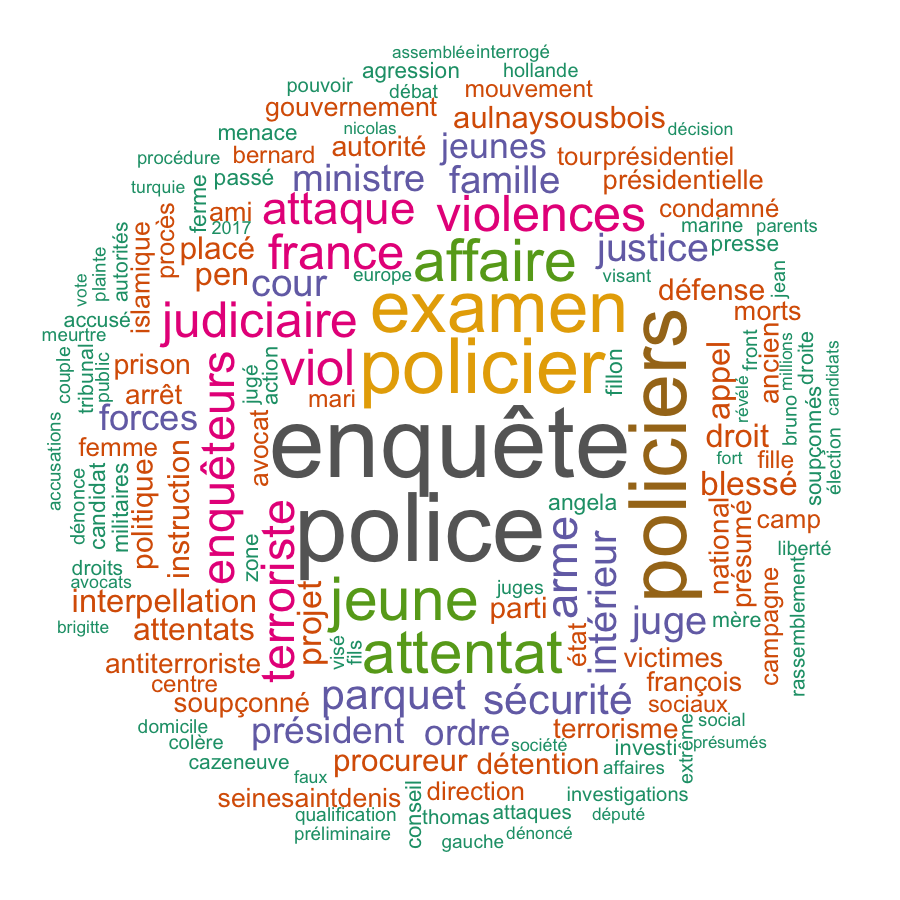 assemblée
interrogé
agression
hollande
pouvoir
débat
mouvement
gouvernement
aulnaysousbois
menace
nicolas
décision
autorité
jeunes
procédure
bernard
tourprésidentiel
turquie
passé
ministre
famille
présidentielle
ferme
ami
attaque
violences
condamné
2017
marine
parents
procès
islamique
autorités
plainte
vote
placé
france
affaire
justice
presse
pen
cour
europe
visant
jean
accusé
examen
défense
meurtre
judiciaire
morts
policiers
ancien
couple
tribunal
public
prison
enquêteurs
jugé
action
viol
policier
fillon
appel
front
millions
droite
arrêt
mari
révélé
bruno
candidats
forces
avocat
enquête
droit
soupçonnés
élection
accusations
femme
fort
fille
dénonce
candidat
militaires
politique
instruction
blessé
terroriste
police
angela
national
présumé
camp
zone
arme
intérieur
liberté
droits
avocats
projet
jeune
juges
campagne
rassemblement
interpellation
parti
juge
mère
brigitte
attentats
visé
fils
attentat
état
antiterroriste
victimes
centre
parquet
sécurité
françois
soupçonné
sociaux
domicile
président
ordre
terrorisme
social
colère
société
investi
extrême
présumés
cazeneuve
procureur
détention
affaires
faux
seinesaintdenis
conseil
direction
investigations
qualification
thomas
attaques
député
préliminaire
gauche
dénoncé